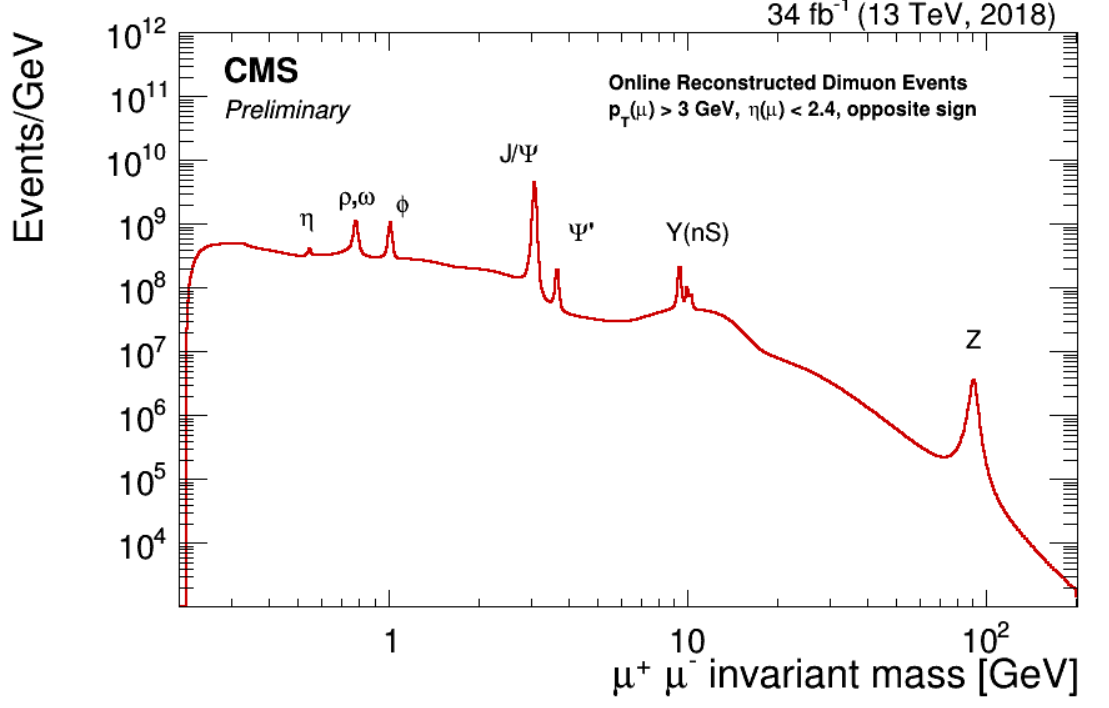 34 fb⁻¹ (13 TeV, 2018)
Events/GeV
CMS
Preliminary
Online Reconstructed Dimuon Events
p_T(μ) > 3 GeV, η(μ) < 2.4, opposite sign
10¹²
10¹¹
10¹⁰
10⁹
10⁸
10⁷
10⁶
10⁵
10⁴
η
ρ,ω
ϕ
J/Ψ
Ψ'
Υ(nS)
Z
1
10
10²
μ⁺ μ⁻ invariant mass [GeV]